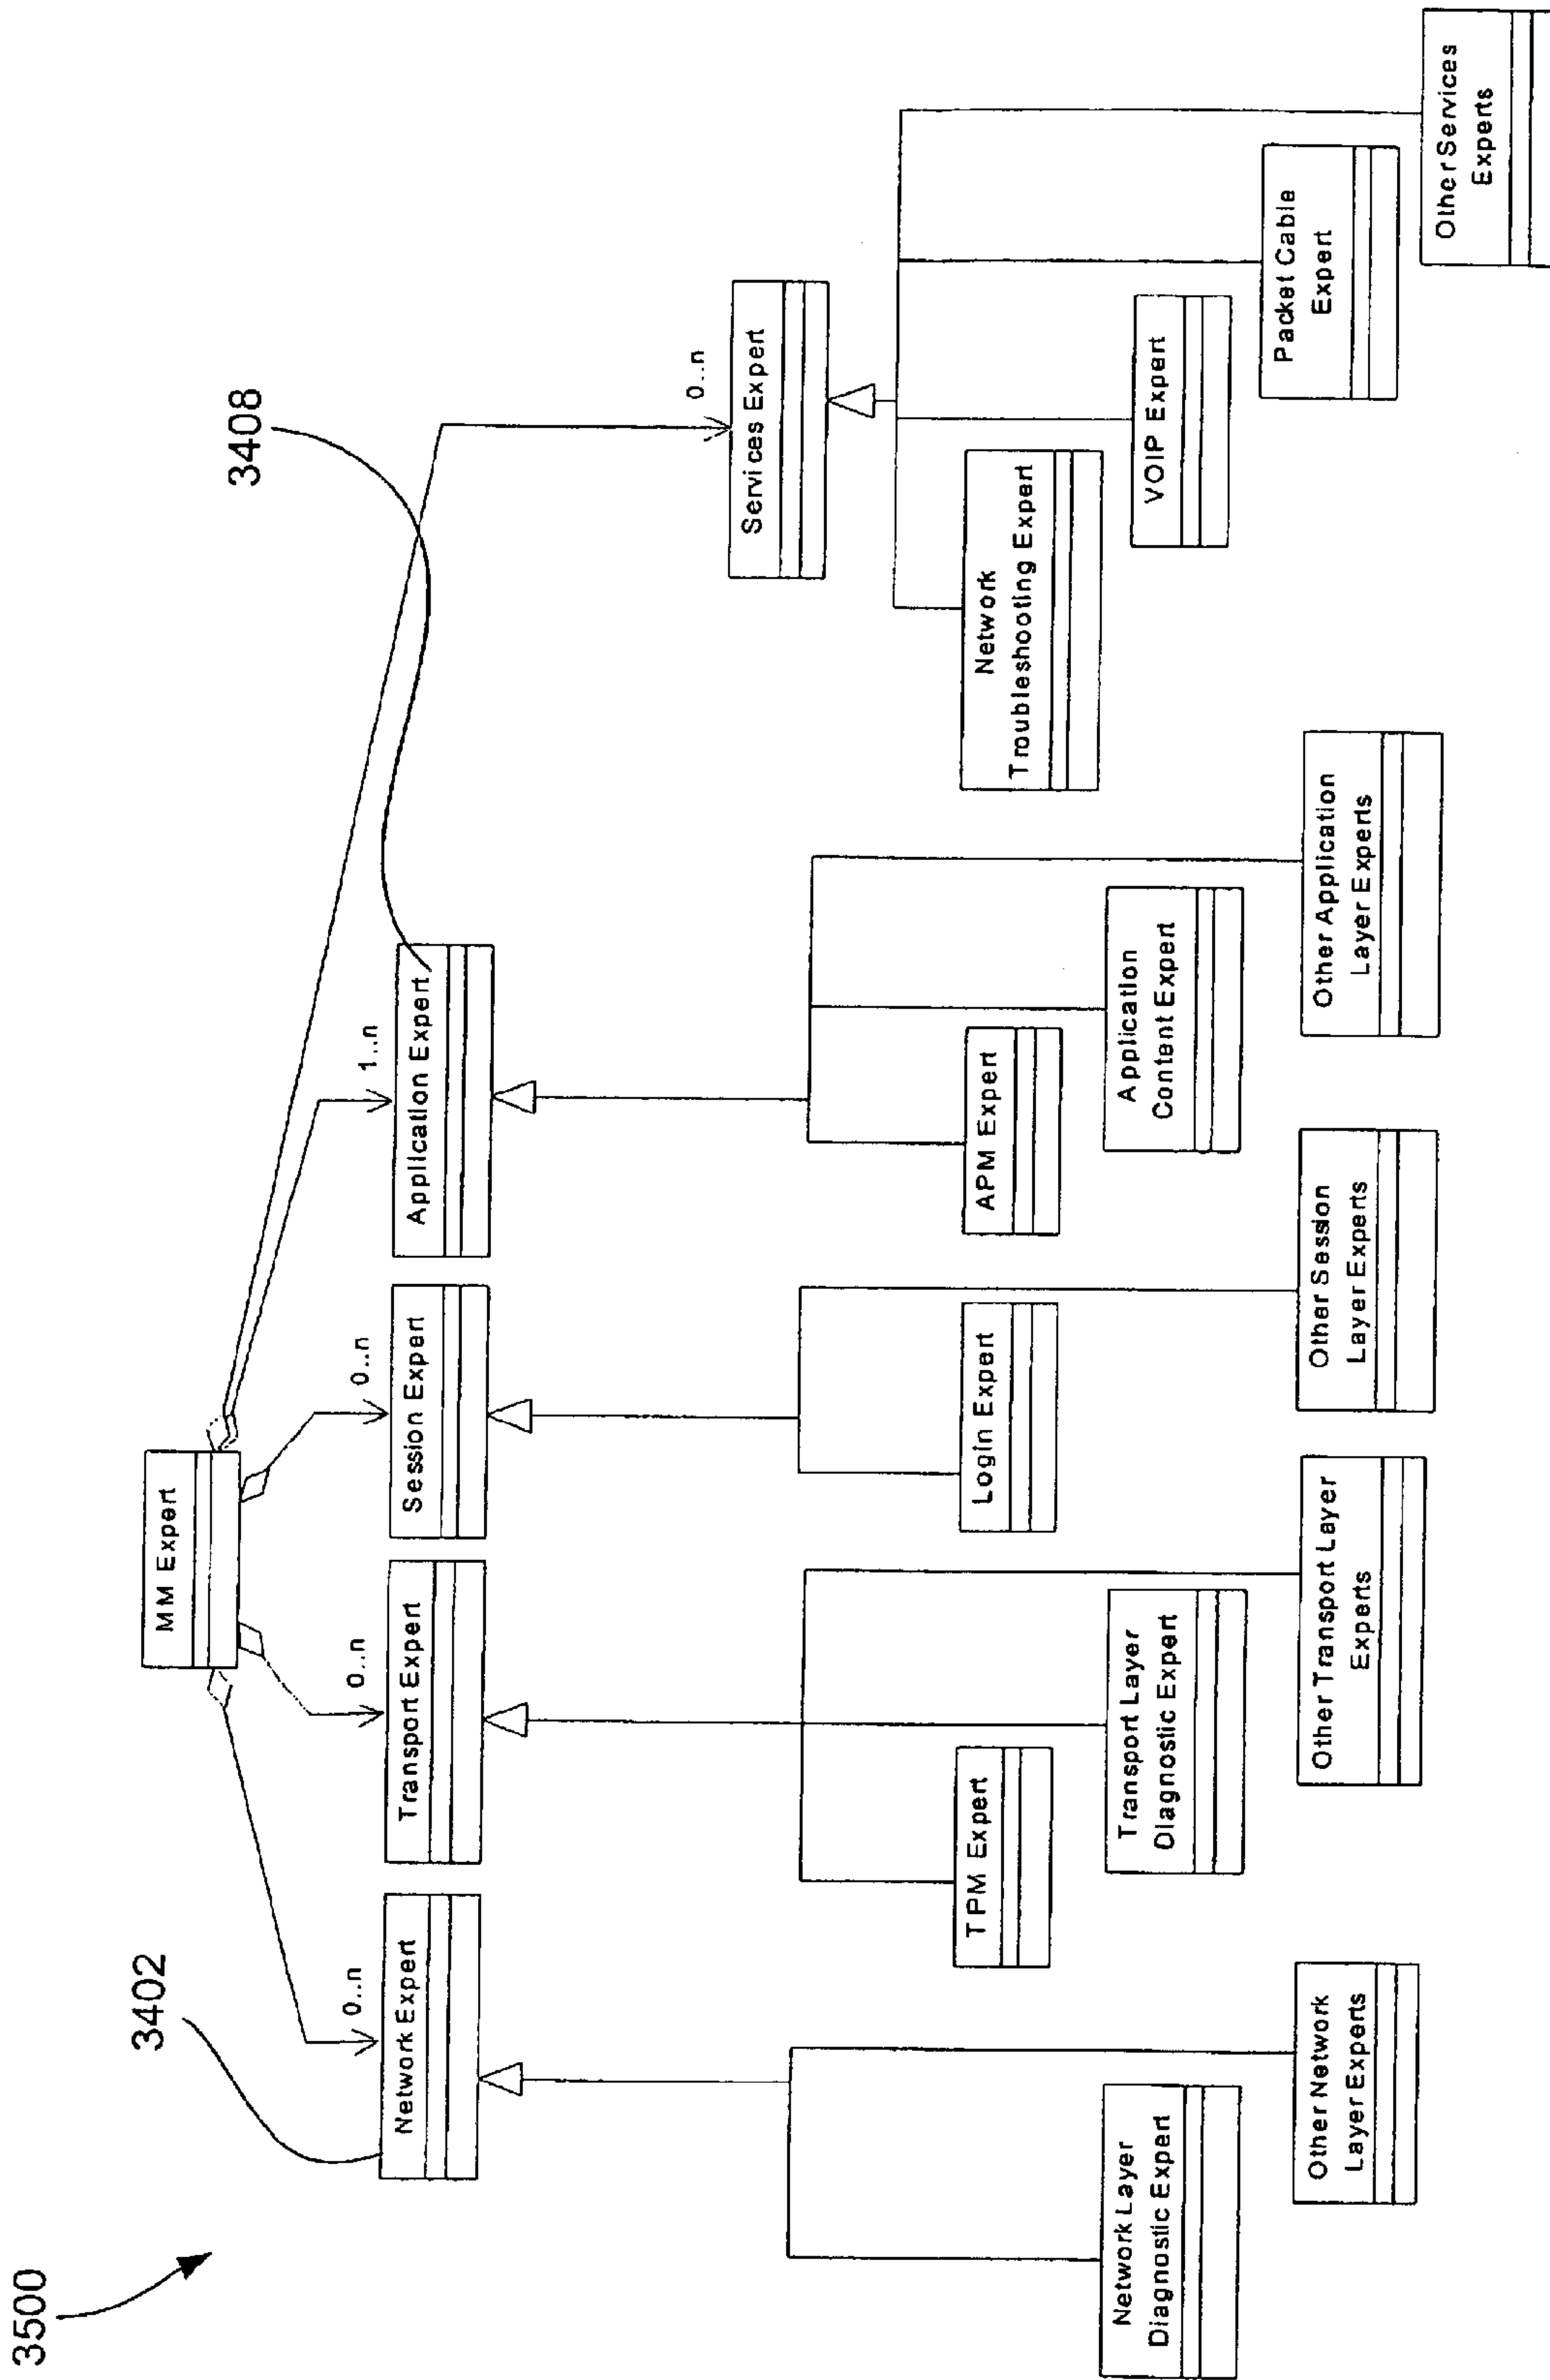 3500
MM Expert
3402
3408
0..n
0..n
0..n
1..n
0..n
Network Expert
Transport Expert
Session Expert
Application Expert
Services Expert
Network Layer
Diagnostic Expert
Other Network
Layer Experts
TPM Expert
Transport Layer
Diagnostic Expert
Other Transport Layer
Experts
Login Expert
Other Session
Layer Experts
APM Expert
Application
Content Expert
Other Application
Layer Experts
Network
Troubleshooting Expert
VOIP Expert
Packet Cable
Expert
Other Services
Experts